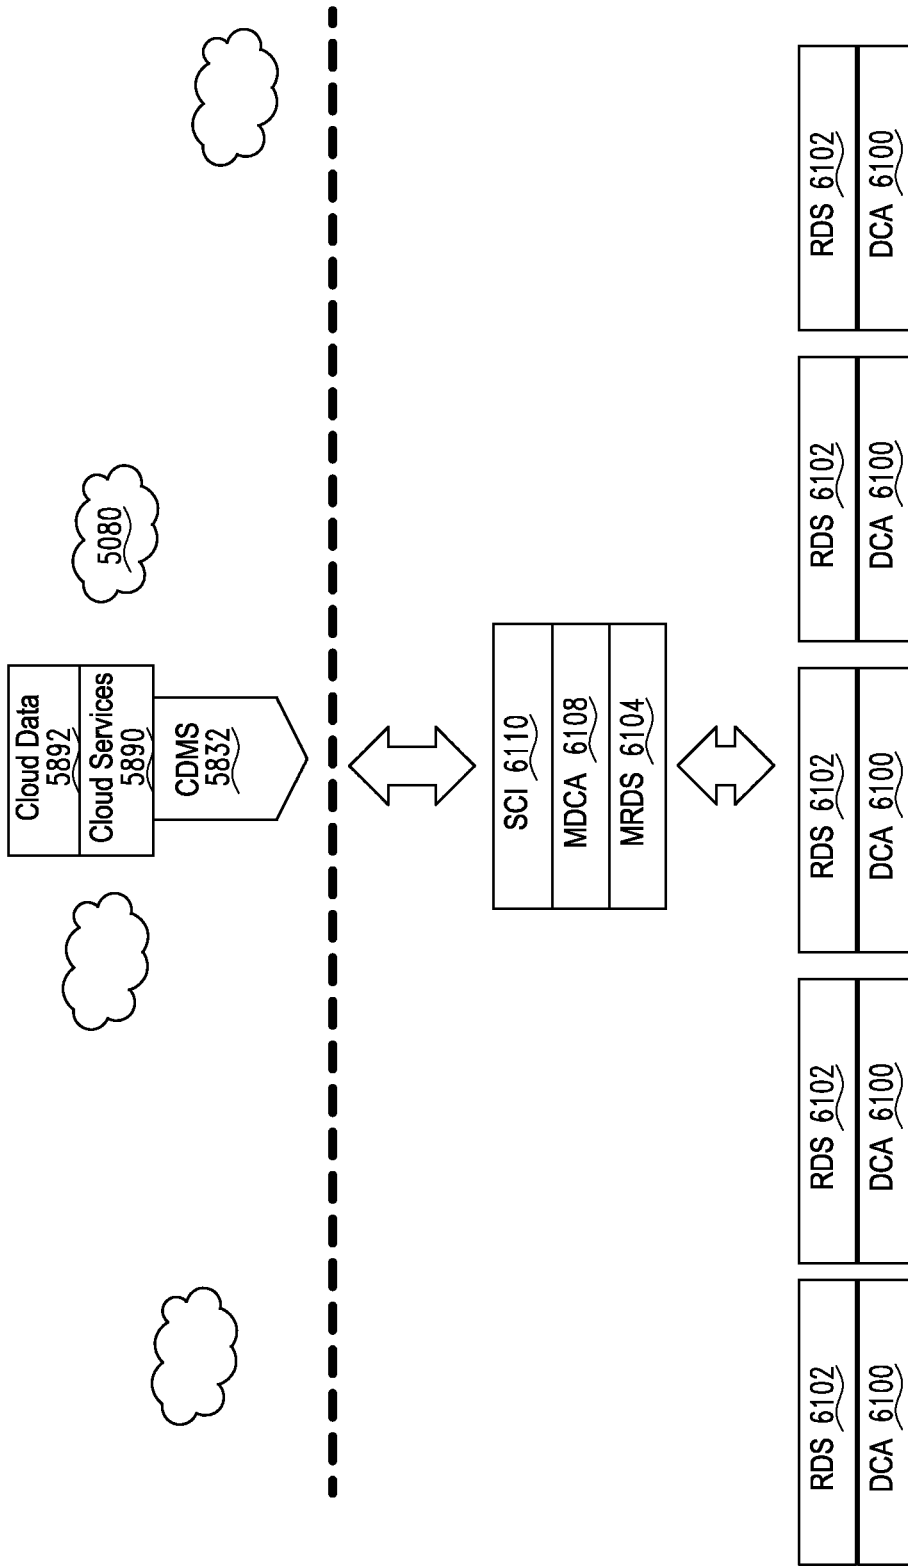 Cloud Data
5892
Cloud Services
5890
CDMS
5832
5080
SCI 6110
MDCA 6108
MRDS 6104
RDS 6102
DCA 6100
RDS 6102
DCA 6100
RDS 6102
DCA 6100
RDS 6102
DCA 6100
RDS 6102
DCA 6100